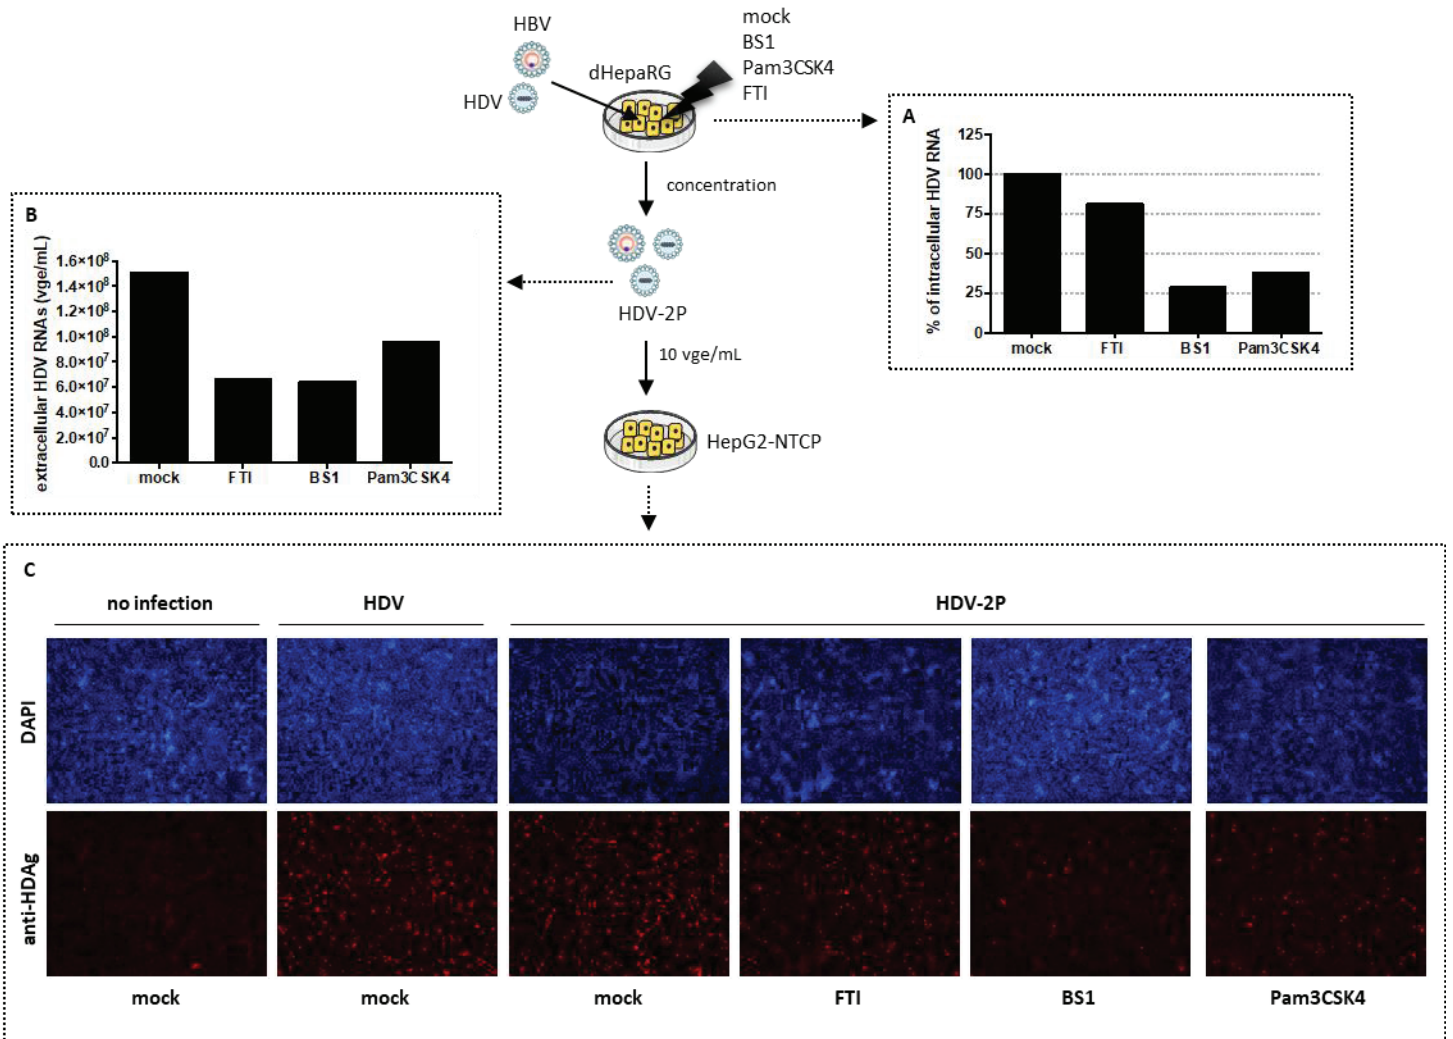 HBV
HDV
dHepaRG
mock
BS1
Pam3CSK4
FTI
concentration
HDV-2P
10 vge/mL
HepG2-NTCP
A
% of intracellular HDV RNA
125
100
75
50
25
0
mock FTI BS1 Pam3CSK4
B
extracellular HDV RNAs (vge/mL)
1.6×10⁸
1.4×10⁸
1.2×10⁸
1.0×10⁸
8.0×10⁷
6.0×10⁷
4.0×10⁷
2.0×10⁷
0.0
mock FTI BS1 Pam3CSK4
C
no infection HDV HDV-2P
DAPI
anti-HDAg
mock mock mock FTI BS1 Pam3CSK4